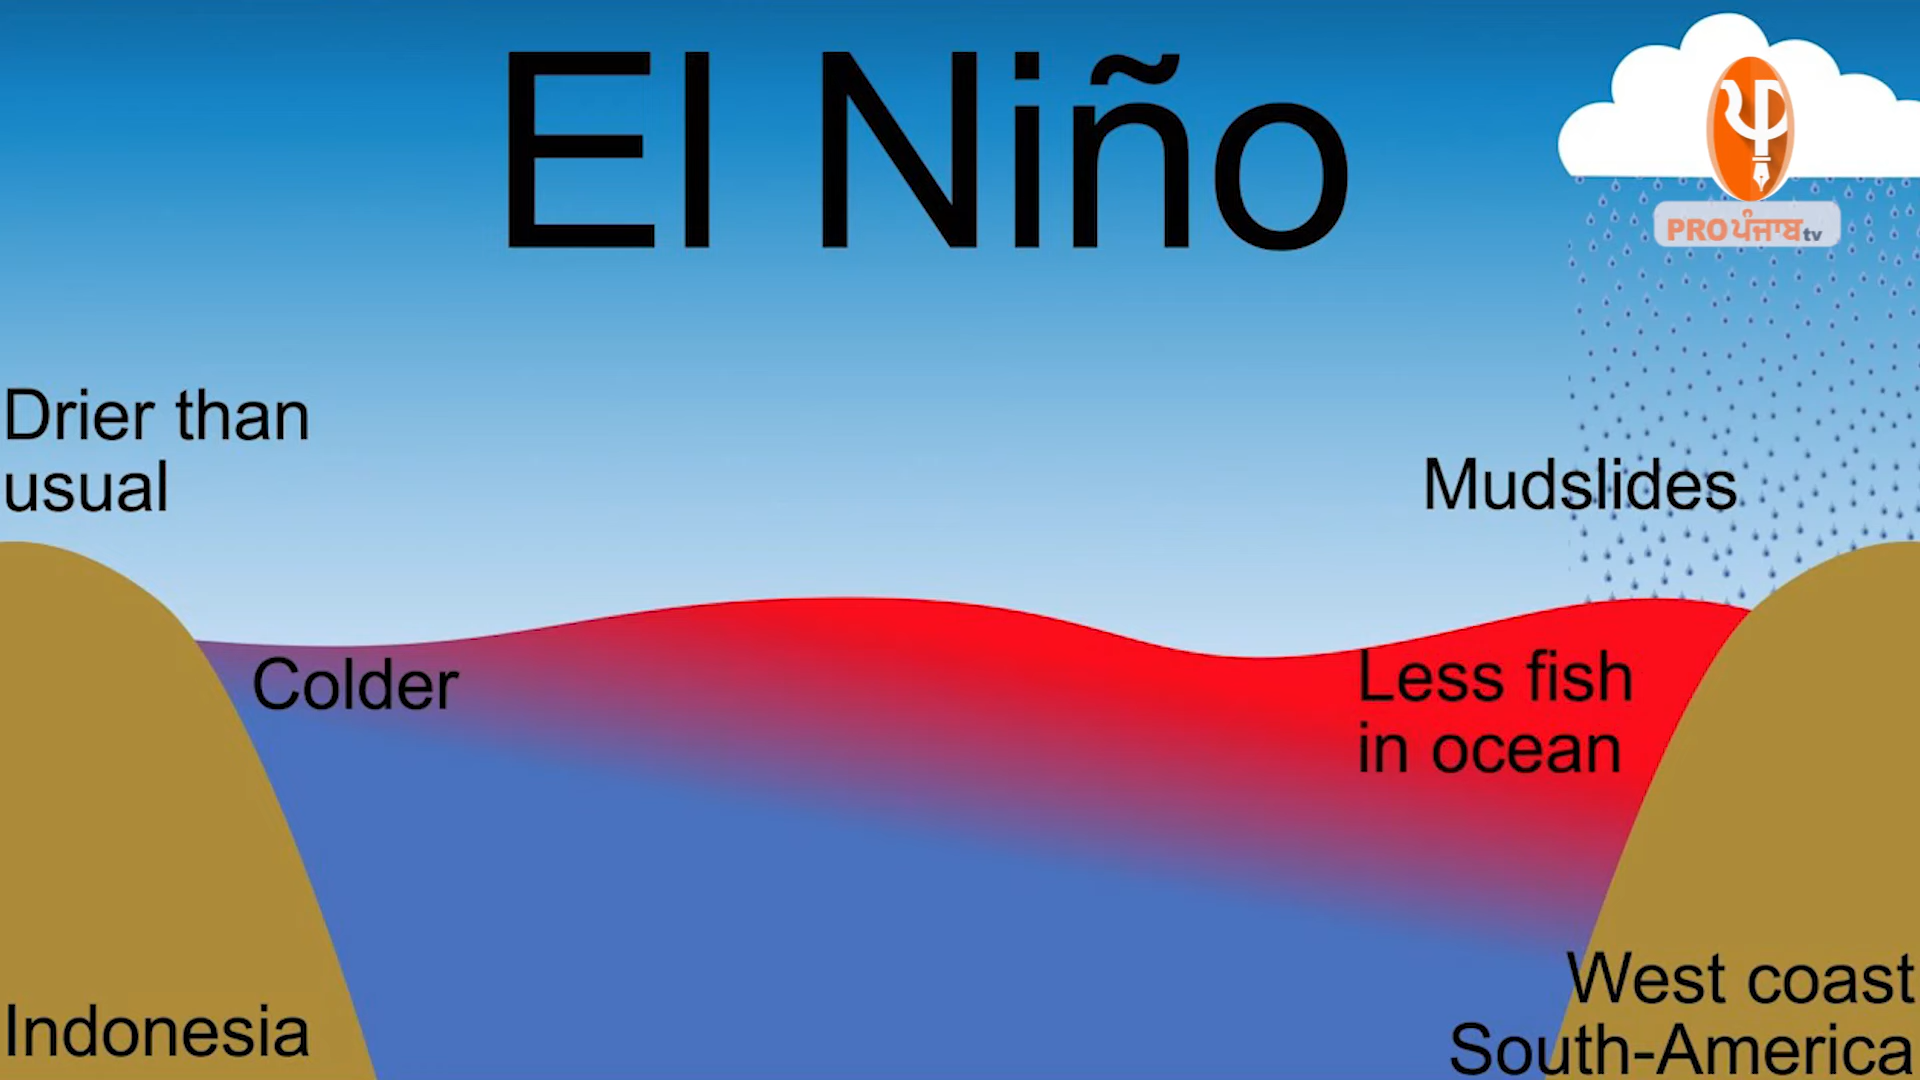 El Niño
PRO ਪੰਜਾਬ tv
Drier than
usual
Mudslides
Colder
Less fish
in ocean
Indonesia
West coast
South-America